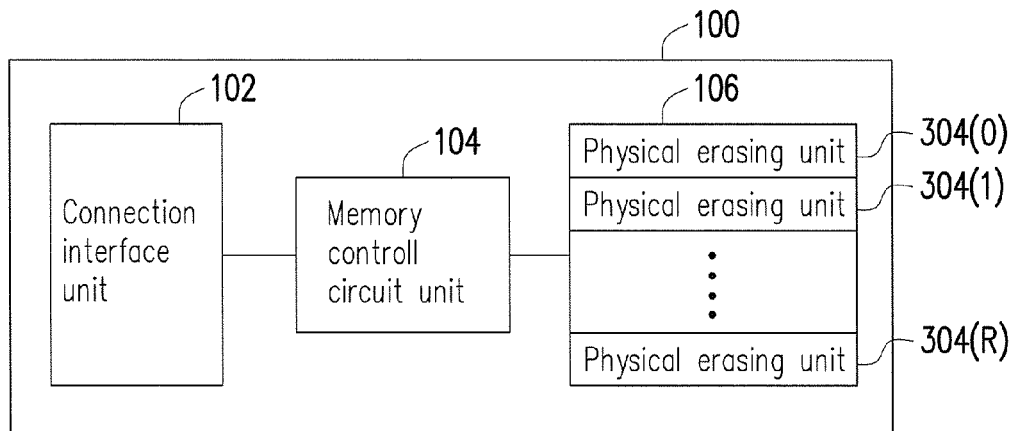 100
102
106
104
304(0)
Physical erasing unit
304(1)
Physical erasing unit
Connection
interface
unit
Memory
controll
circuit unit
304(R)
Physical erasing unit